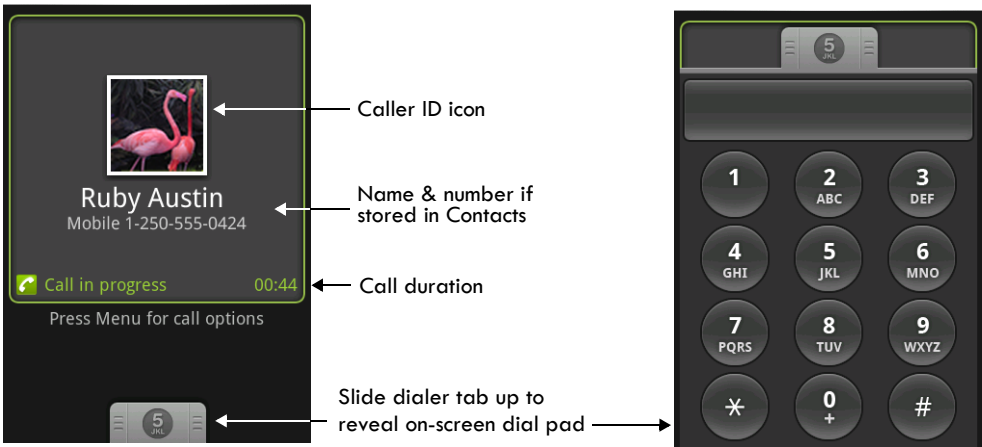 Ruby Austin
Mobile 1-250-555-0424
Call in progress
00:44
Press Menu for call options
5
JKL
Caller ID icon
Name & number if
stored in Contacts
Call duration
Slide dialer tab up to
reveal on-screen dial pad
5
JKL
1
2
ABC
3
DEF
4
GHI
5
JKL
6
MNO
7
PQRS
8
TUV
9
WXYZ
*
0
+
#